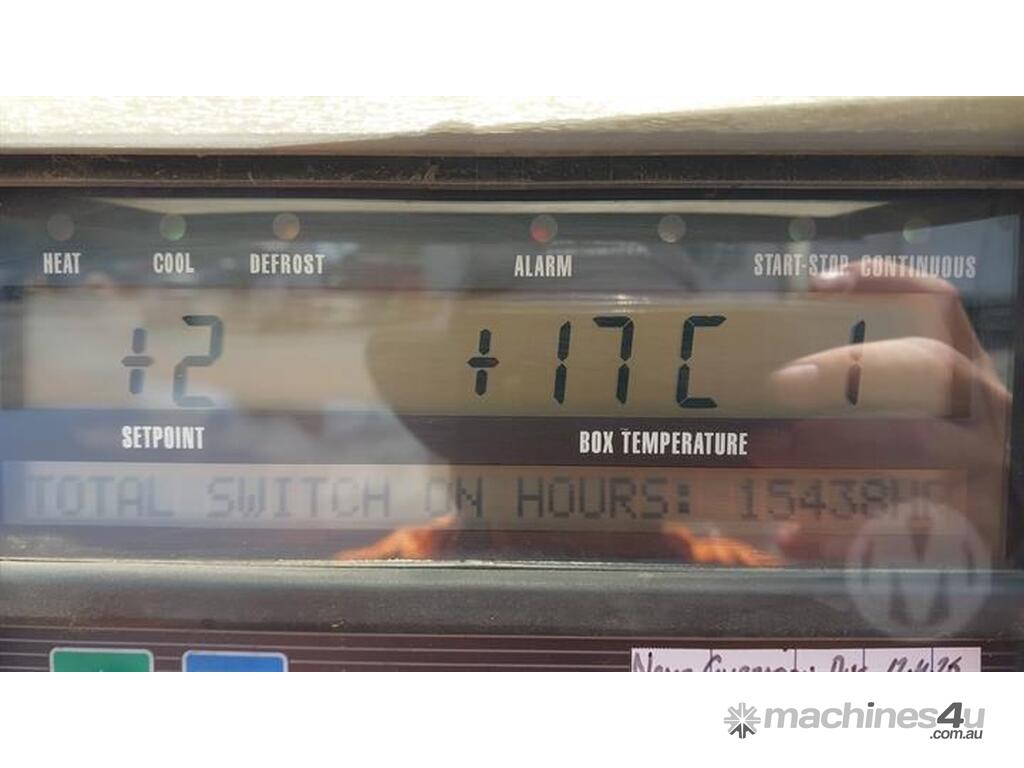 HEAT COOL DEFROST ALARM START-STOP CONTINUOUS
+2 +17C 1
SETPOINT BOX TEMPERATURE
TOTAL SWITCH ON HOURS: 15438H
M
machines4u
.com.au